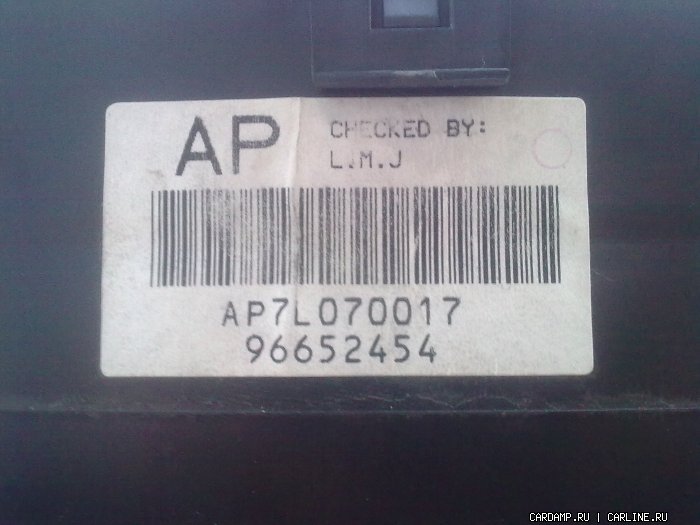 AP
CHECKED BY:
L.M.J
AP7L070017
96652454
CARDAMP.RU | CARLINE.RU